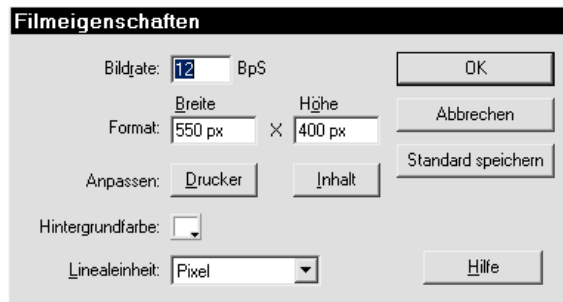 Filmeigenschaften
Bildrate: 12 BpS
OK
Breite Höhe
Format: 550 px X 400 px
Abbrechen
Standard speichern
Anpassen: Drucker Inhalt
Hintergrundfarbe:
Linealeinheit: Pixel
Hilfe